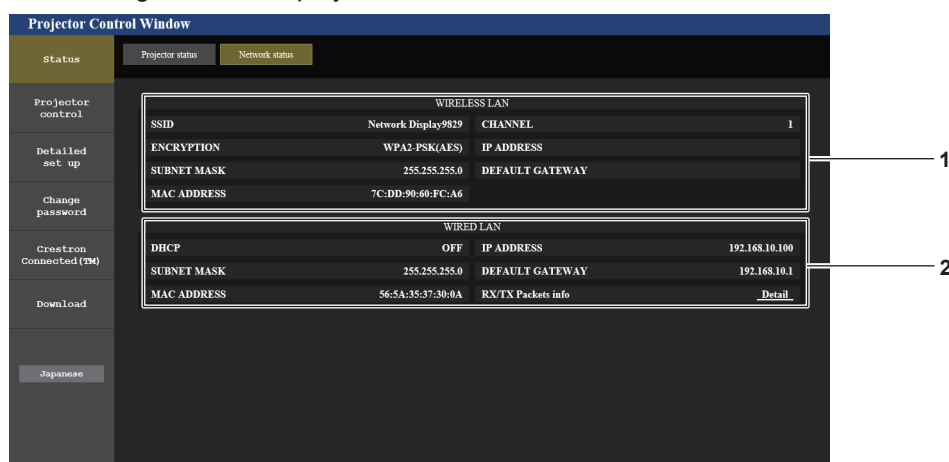 Projector Control Window
Status
Projector status
Network status
Projector
control
Detailed
set up
Change
password
Crestron
Connected(TM)
Download
Japanese
WIRELESS LAN
SSID Network Display9829 CHANNEL 1
ENCRYPTION WPA2-PSK(AES) IP ADDRESS
SUBNET MASK 255.255.255.0 DEFAULT GATEWAY
MAC ADDRESS 7C:DD:90:60:FC:A6
1
WIRED LAN
DHCP OFF IP ADDRESS 192.168.10.100
SUBNET MASK 255.255.255.0 DEFAULT GATEWAY 192.168.10.1
MAC ADDRESS 56:5A:35:37:30:0A RX/TX Packets info Detail
2